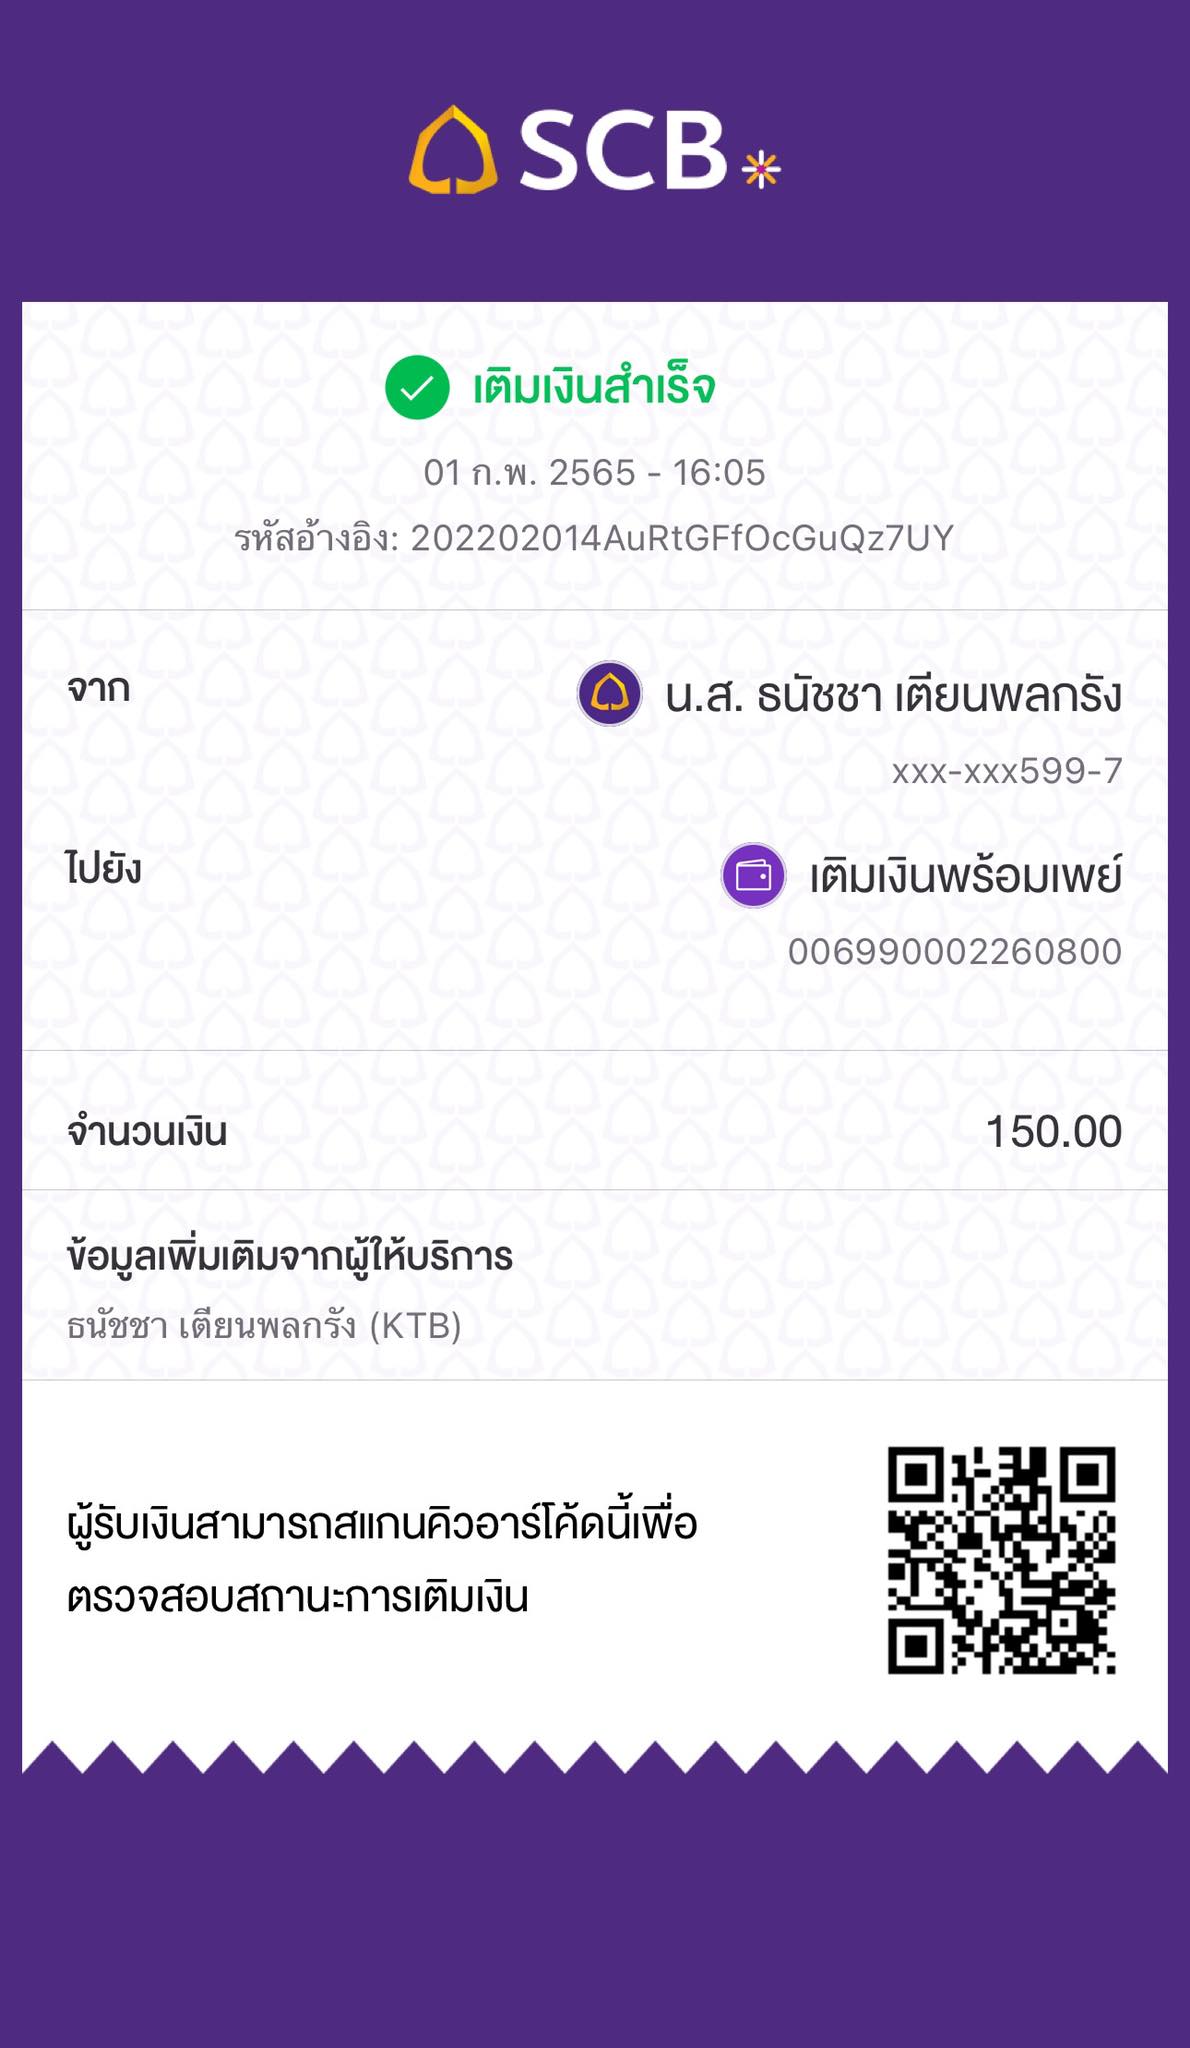 SCB
เติมเงินสำเร็จ
01 ก.พ. 2565 - 16:05
รหัสอ้างอิง: 202202014AuRtGFfOcGuQz7UY
จาก
น.ส. ธนัชชา เตียนพลกรัง
xxx-xxx599-7
ไปยัง
เติมเงินพร้อมเพย์
006990002260800
จำนวนเงิน 150.00
ข้อมูลเพิ่มเติมจากผู้ให้บริการ
ธนัชชา เตียนพลกรัง (KTB)
ผู้รับเงินสามารถสแกนคิวอาร์โค้ดนี้เพื่อ
ตรวจสอบสถานะการเติมเงิน